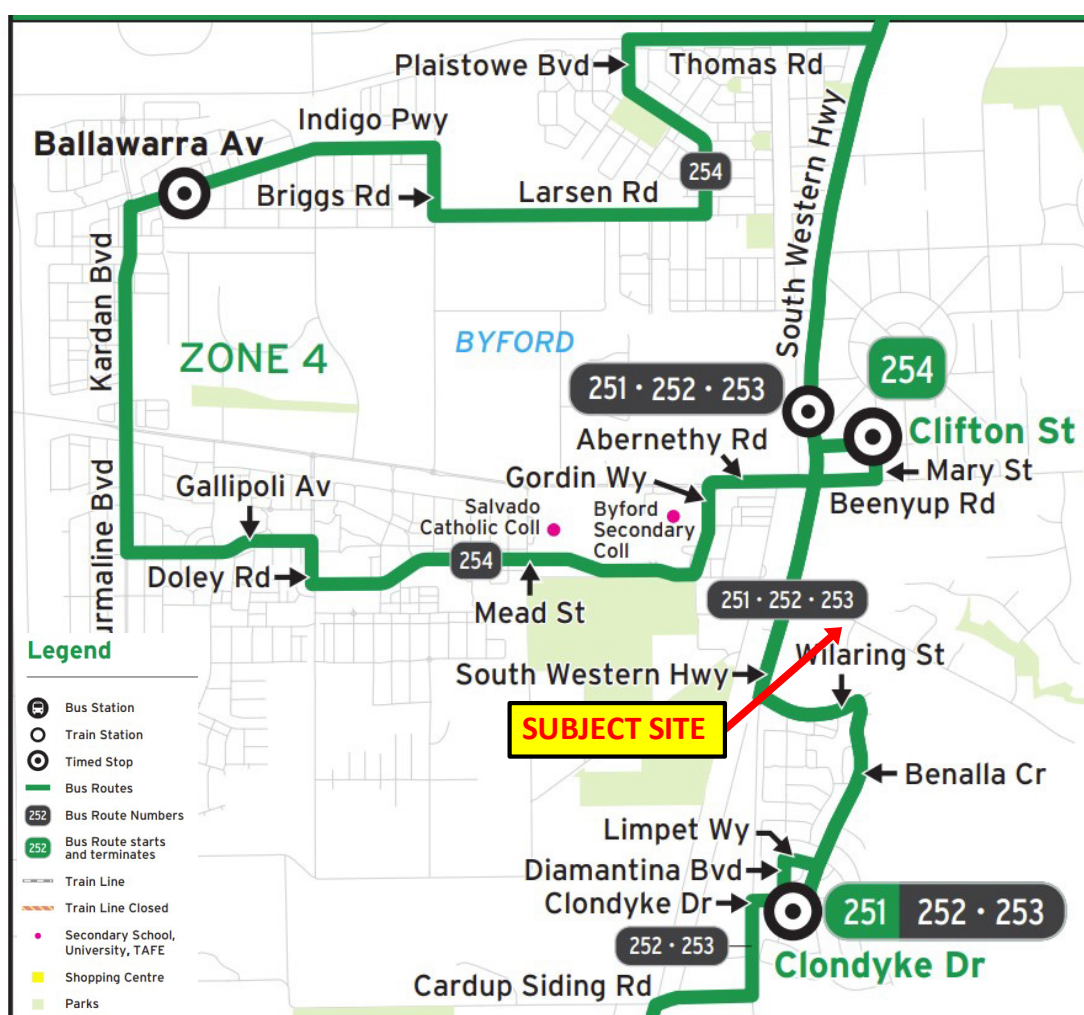 Plaistowe Bvd
Thomas Rd
South Western Hwy
Indigo Pwy
Ballawarra Av
254
Briggs Rd
Larsen Rd
Kardan Bvd
BYFORD
ZONE 4
254
251 · 252 · 253
Clifton St
Abernethy Rd
Mary St
Gordin Wy
Beenyup Rd
Gallipoli Av
Salvado
Catholic Coll
Byford
Secondary
Coll
urmaline Bvd
254
Doley Rd
Mead St
251 · 252 · 253
Wilaring St
South Western Hwy
SUBJECT SITE
Benalla Cr
Limpet Wy
Diamantina Bvd
Clondyke Dr
251 252 · 253
252 · 253
Clondyke Dr
Cardup Siding Rd
Legend
Bus Station
Train Station
Timed Stop
Bus Routes
252 Bus Route Numbers
252 Bus Route starts
and terminates
Train Line
Train Line Closed
Secondary School,
University, TAFE
Shopping Centre
Parks